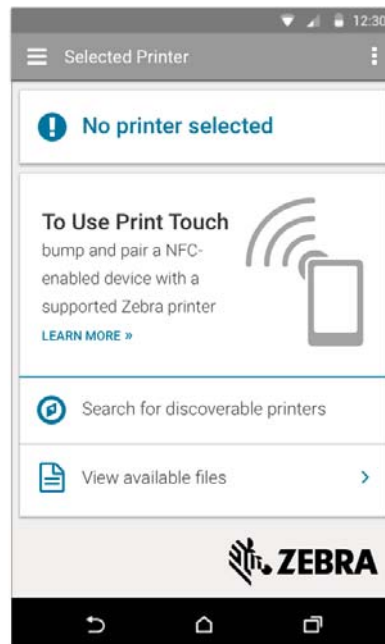 12:30
Selected Printer
No printer selected
To Use Print Touch
bump and pair a NFC-
enabled device with a
supported Zebra printer
LEARN MORE »
Search for discoverable printers
View available files
ZEBRA